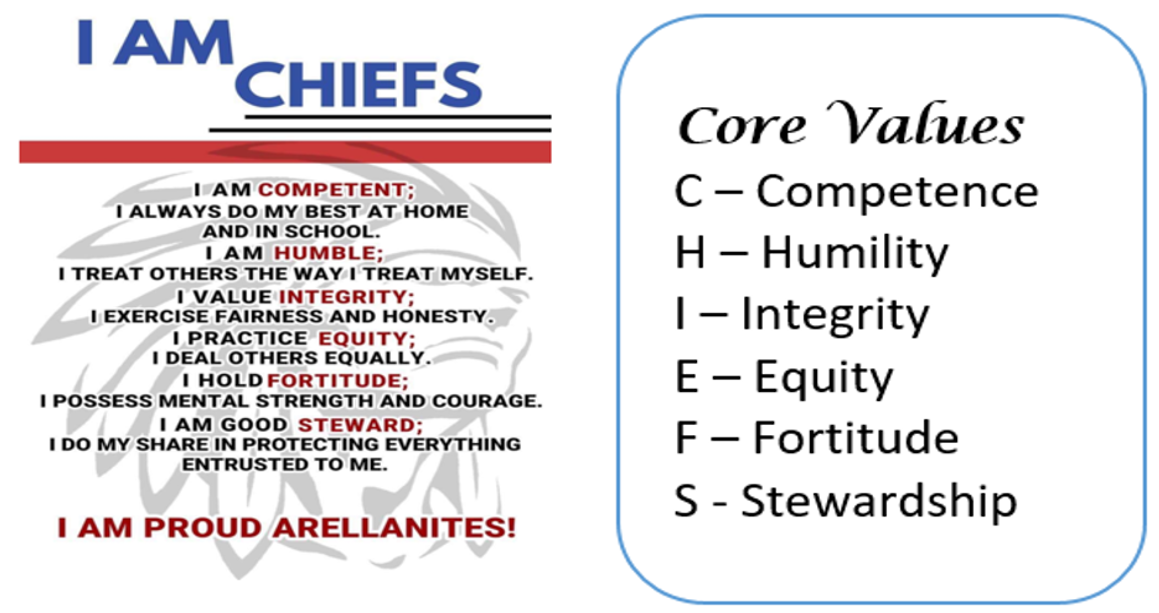 I AM
CHIEFS
I AM COMPETENT;
I ALWAYS DO MY BEST AT HOME
AND IN SCHOOL.
I AM HUMBLE;
I TREAT OTHERS THE WAY I TREAT MYSELF.
I VALUE INTEGRITY;
I EXERCISE FAIRNESS AND HONESTY.
I PRACTICE EQUITY;
I DEAL OTHERS EQUALLY.
I HOLD FORTITUDE;
I POSSESS MENTAL STRENGTH AND COURAGE.
I AM GOOD STEWARD;
I DO MY SHARE IN PROTECTING EVERYTHING
ENTRUSTED TO ME.
I AM PROUD ARELLANITES!
Core Values
C – Competence
H – Humility
I – Integrity
E – Equity
F – Fortitude
S - Stewardship